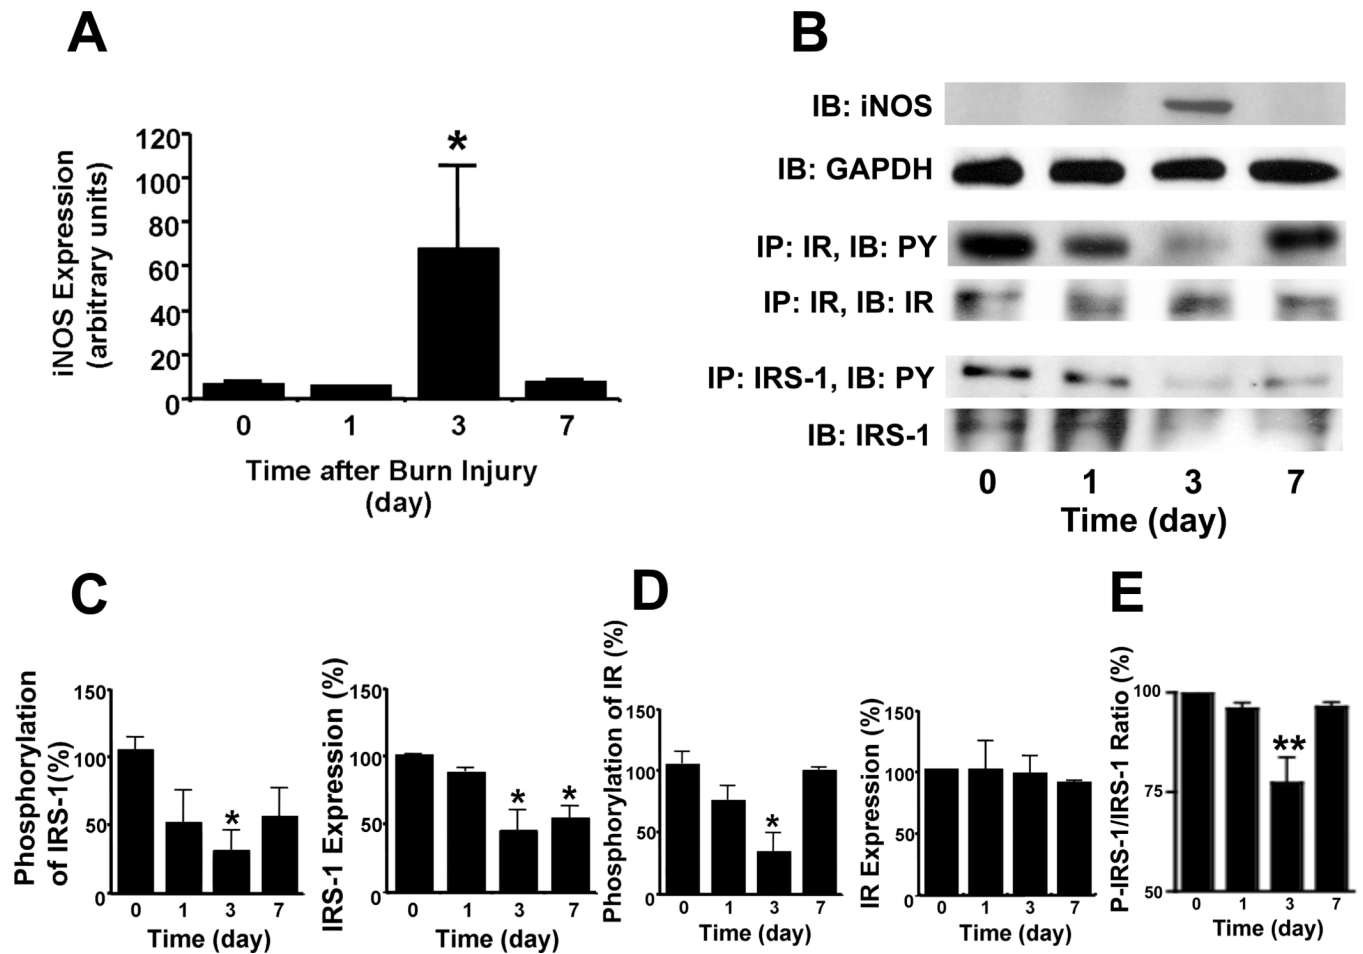 A
iNOS Expression
(arbitrary units)
120
100
80
60
40
20
0
*
0 1 3 7
Time after Burn Injury
(day)
B
IB: iNOS
IB: GAPDH
IP: IR, IB: PY
IP: IR, IB: IR
IP: IRS-1, IB: PY
IB: IRS-1
0 1 3 7
Time (day)
C
Phosphorylation
of IRS-1(%)
150
100
50
0
*
0 1 3 7
Time (day)
IRS-1 Expression (%)
150
100
50
0
* *
0 1 3 7
Time (day)
D
Phosphorylation of IR (%)
150
100
50
0
*
0 1 3 7
Time (day)
IR Expression (%)
150
100
50
0
0 1 3 7
Time (day)
E
P-IRS-1/IRS-1 Ratio (%)
100
75
50
**
0 1 3 7
Time (day)